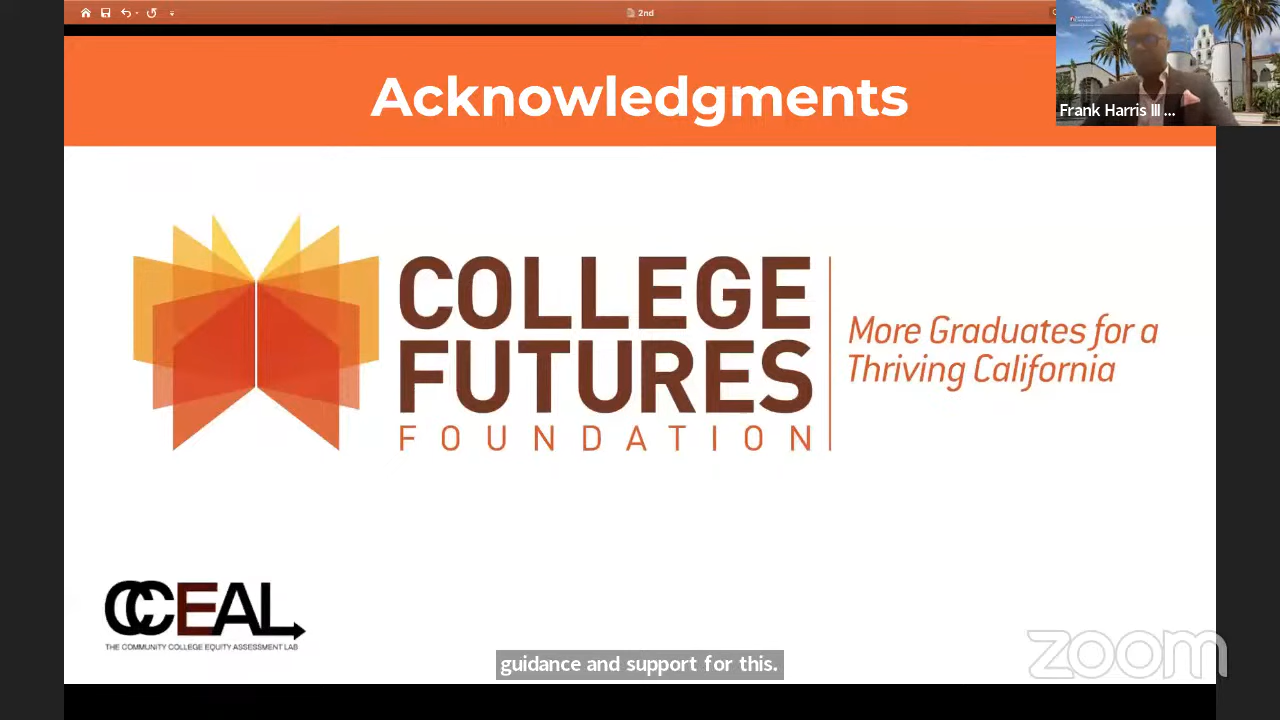 2nd
Acknowledgments
Frank Harris III ...
COLLEGE
FUTURES
FOUNDATION
More Graduates for a
Thriving California
CCEAL
THE COMMUNITY COLLEGE EQUITY ASSESSMENT LAB
guidance and support for this.
zoom